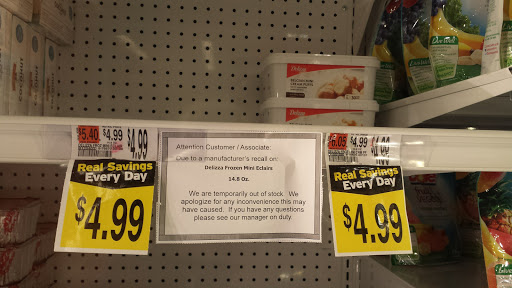 Delizza
$5.40
$4.99
$4.99
Real Savings
Every Day
$4.99
Attention Customer / Associate:
Due to a manufacturer's recall on:
Delizza Frozen Mini Eclairs
14.8 Oz.
We are temporarily out of stock. We
apologize for any inconvenience this may
have caused. If you have any questions
please see our manager on duty.
$6.05
$4.99
Real Savings
Every Day
$4.99